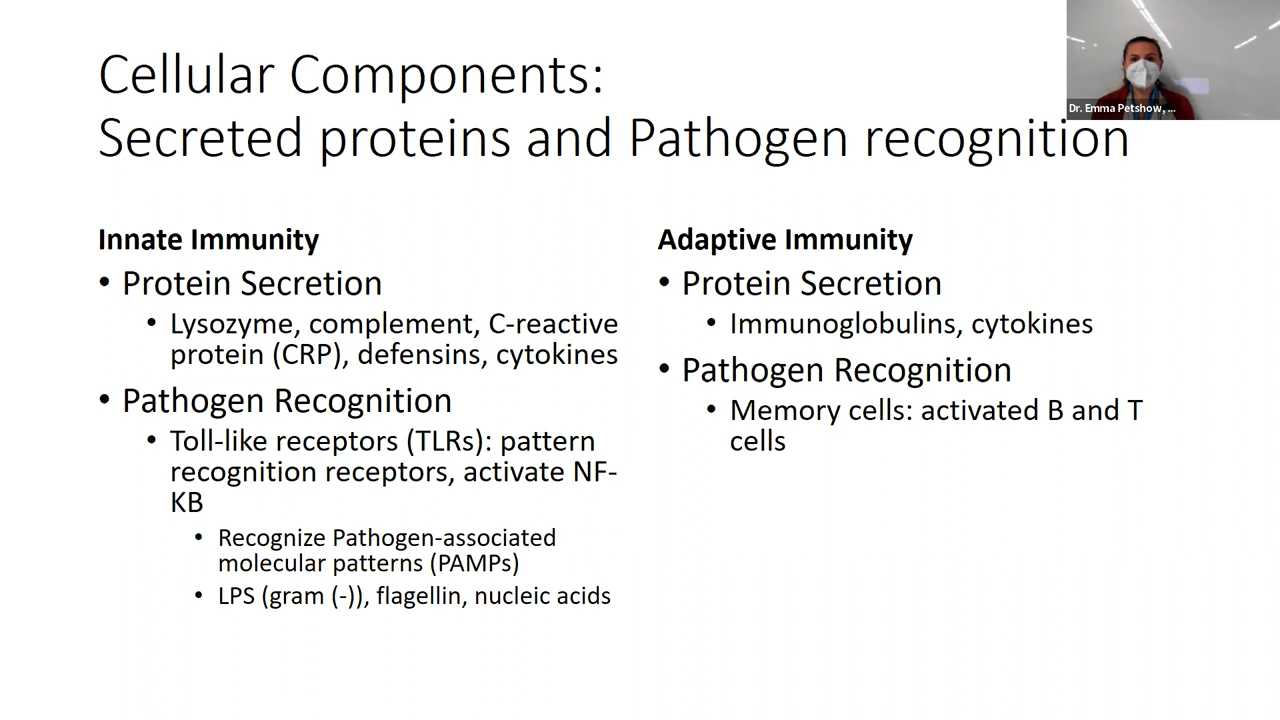 Cellular Components:
Secreted proteins and Pathogen recognition
Dr. Emma Petshow, ...
Innate Immunity
• Protein Secretion
• Lysozyme, complement, C-reactive
protein (CRP), defensins, cytokines
• Pathogen Recognition
• Toll-like receptors (TLRs): pattern
recognition receptors, activate NF-
KB
• Recognize Pathogen-associated
molecular patterns (PAMPs)
• LPS (gram (-)), flagellin, nucleic acids
Adaptive Immunity
• Protein Secretion
• Immunoglobulins, cytokines
• Pathogen Recognition
• Memory cells: activated B and T
cells